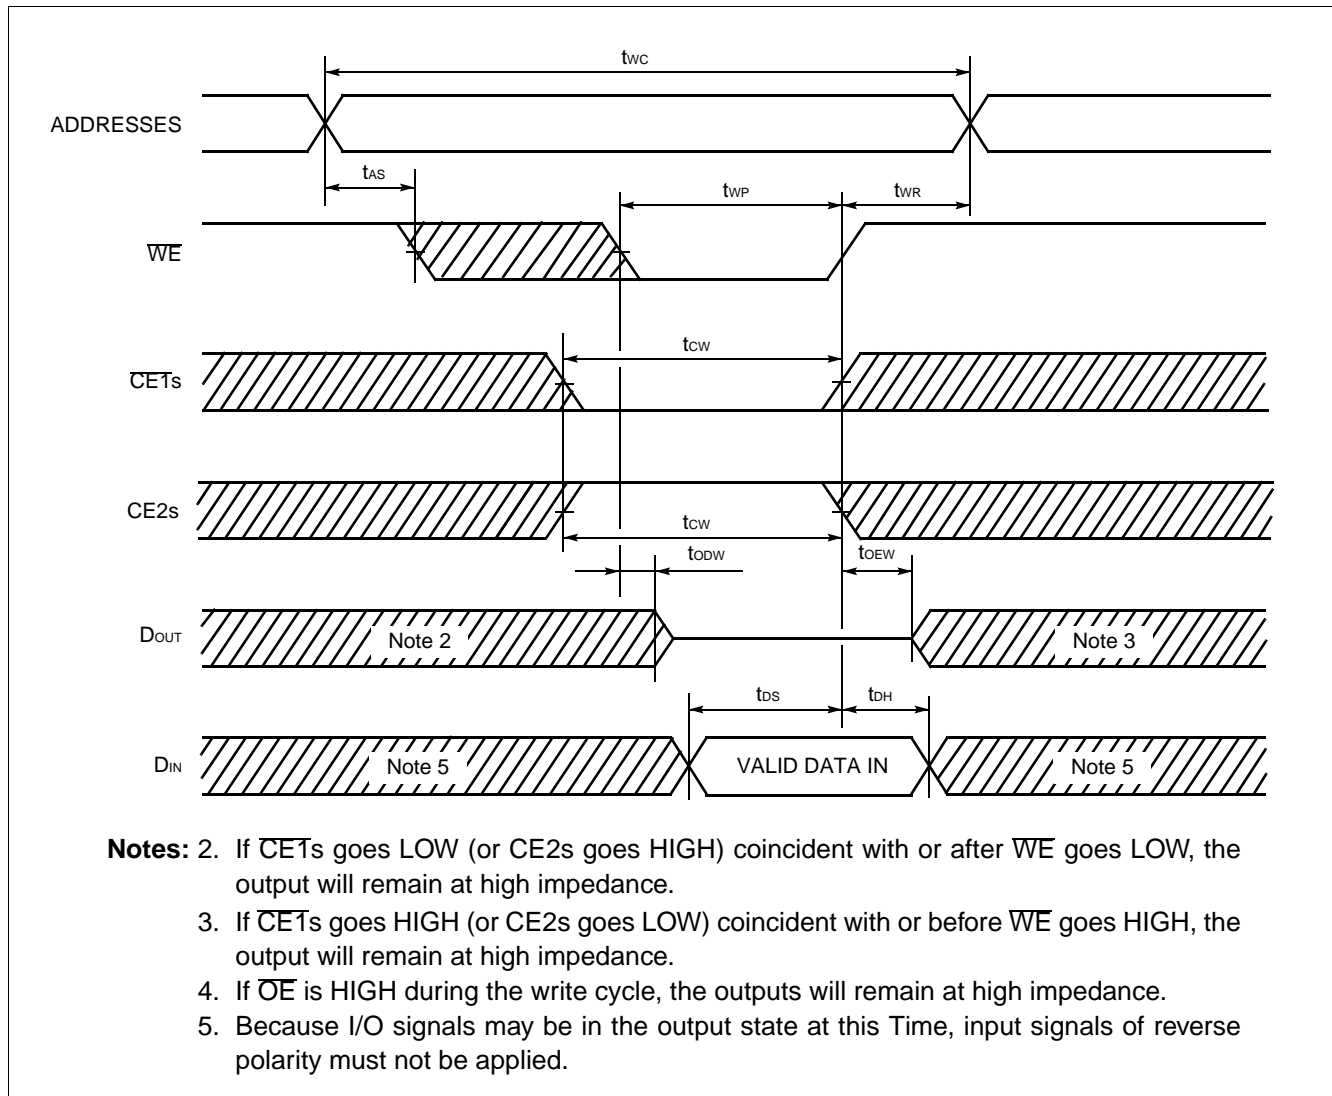 tWC
ADDRESSES
tAS
tWP
tWR
WE
tCW
CE1s
CE2s
tCW
tODW
tOEW
DOUT
Note 2
Note 3
tDS
tDH
DIN
Note 5
VALID DATA IN
Note 5
Notes: 2. If CE1s goes LOW (or CE2s goes HIGH) coincident with or after WE goes LOW, the
output will remain at high impedance.
3. If CE1s goes HIGH (or CE2s goes LOW) coincident with or before WE goes HIGH, the
output will remain at high impedance.
4. If OE is HIGH during the write cycle, the outputs will remain at high impedance.
5. Because I/O signals may be in the output state at this Time, input signals of reverse
polarity must not be applied.